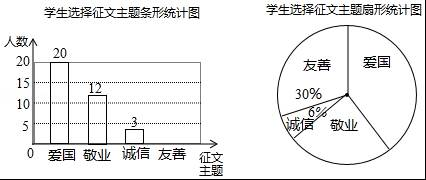 学生选择征文主题条形统计图
人数
20
15
10
5
0
20
12
3
爱国
敬业
诚信
友善
征文
主题
学生选择征文主题扇形统计图
友善
30%
爱国
6%
诚信
敬业